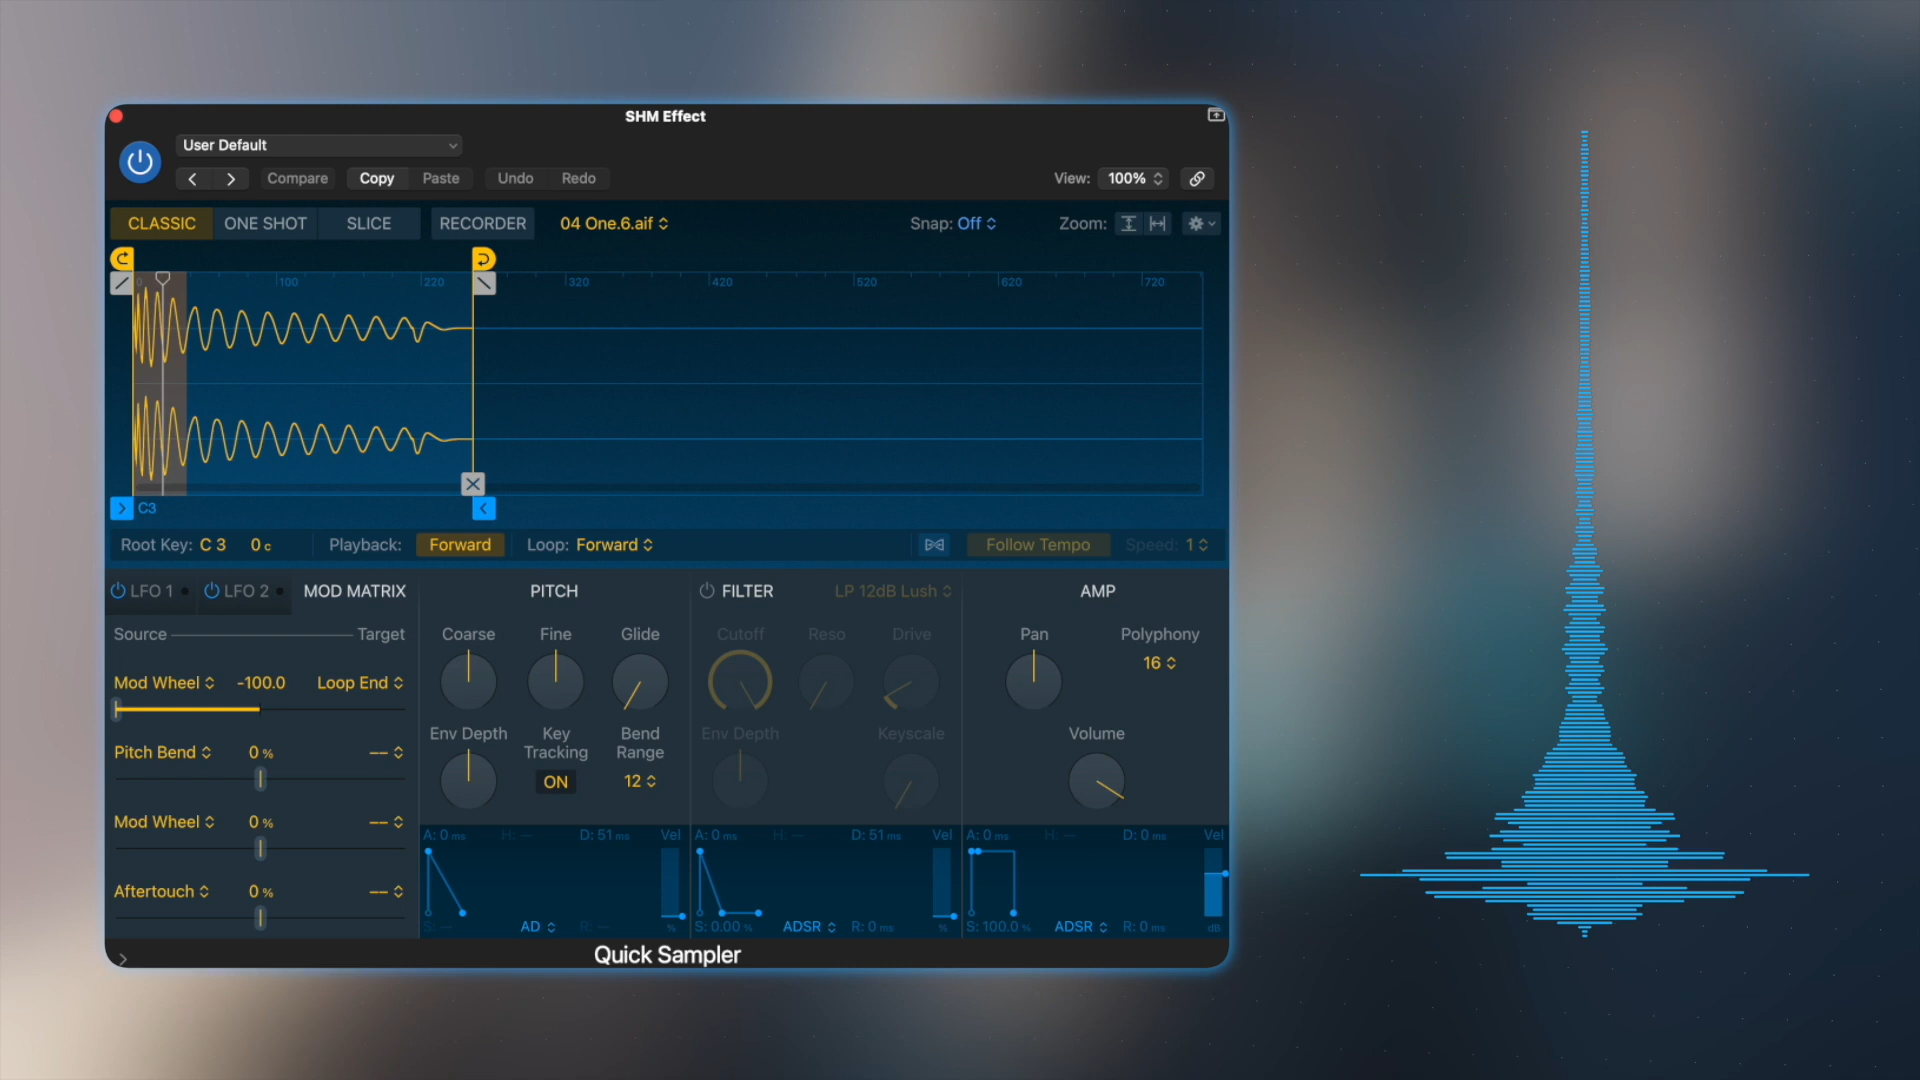 SHM Effect
User Default
Compare Copy Paste Undo Redo View: 100%
CLASSIC ONE SHOT SLICE RECORDER 04 One.6.aif Snap: Off Zoom:
0 100 220 320 420 520 620 720
C3
Root Key: C 3 0 c Playback: Forward Loop: Forward Follow Tempo Speed: 1
LFO 1 LFO 2 MOD MATRIX PITCH FILTER LP 12dB Lush AMP
Source Target Coarse Fine Glide Cutoff Reso Drive Pan Polyphony
16
Mod Wheel -100.0 Loop End
Env Depth Key Tracking Bend Range Env Depth Keyscale Volume
Pitch Bend 0 % --
ON 12
Mod Wheel 0 % --
A: 0 ms H: -- D: 51 ms Vel A: 0 ms H: -- D: 51 ms Vel A: 0 ms H: -- D: 0 ms Vel
Aftertouch 0 % --
S: -- AD R: -- % S: 0.00 % ADSR R: 0 ms % S: 100.0 % ADSR R: 0 ms dB
Quick Sampler